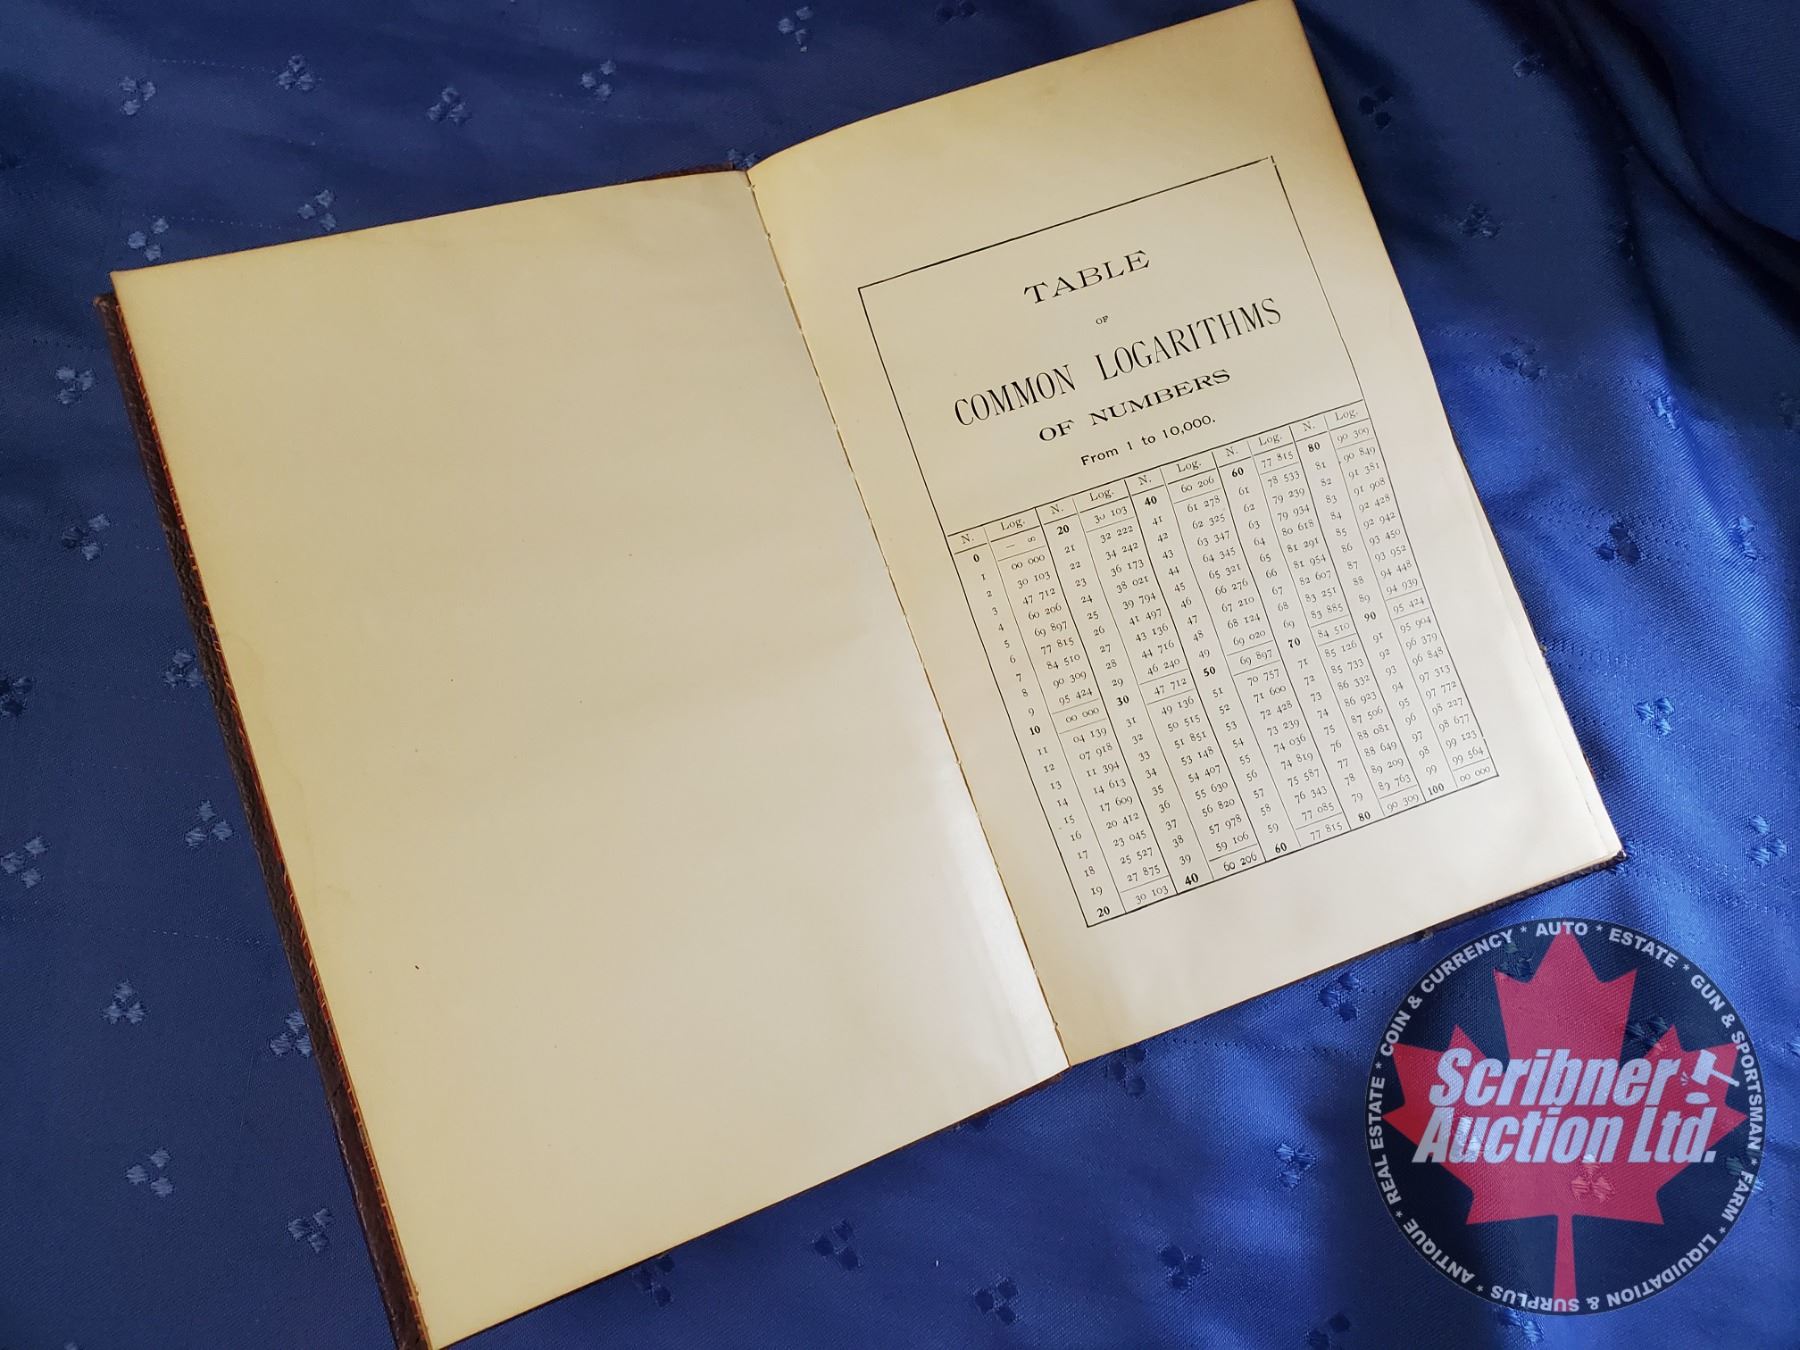 TABLE
OF
COMMON LOGARITHMS
OF NUMBERS
From 1 to 10,000.
N. Log. N. Log. N. Log. N. Log. N. Log.
0 — ∞ 20 30 103 40 60 206 60 77 815 80 90 309
1 00 000 21 32 222 41 61 278 61 78 533 81 90 849
2 30 103 22 34 242 42 62 325 62 79 239 82 91 381
3 47 712 23 36 173 43 63 347 63 79 934 83 91 908
4 60 206 24 38 021 44 64 345 64 80 618 84 92 428
5 69 897 25 39 794 45 65 321 65 81 291 85 92 942
6 77 815 26 41 497 46 66 276 66 81 954 86 93 450
7 84 510 27 43 136 47 67 210 67 82 607 87 93 952
8 90 309 28 44 716 48 68 124 68 83 251 88 94 448
9 95 424 29 46 240 49 69 020 69 83 885 89 94 939
10 00 000 30 47 712 50 69 897 70 84 510 90 95 424
11 04 139 31 49 136 51 70 757 71 85 126 91 95 904
12 07 918 32 50 515 52 71 600 72 85 733 92 96 379
13 11 394 33 51 851 53 72 428 73 86 332 93 96 848
14 14 613 34 53 148 54 73 239 74 86 923 94 97 313
15 17 609 35 54 407 55 74 036 75 87 506 95 97 772
16 20 412 36 55 630 56 74 819 76 88 081 96 98 227
17 23 045 37 56 820 57 75 587 77 88 649 97 98 677
18 25 527 38 57 978 58 76 343 78 89 209 98 99 123
19 27 875 39 59 106 59 77 085 79 89 763 99 99 564
20 30 103 40 60 206 60 77 815 80 90 309 100 00 000
REAL ESTATE * COIN & CURRENCY * AUTO * ESTATE * GUN & SPORTSMAN * FARM * LIQUIDATION & SURPLUS * ANTIQUE *
Scribner
Auction Ltd.